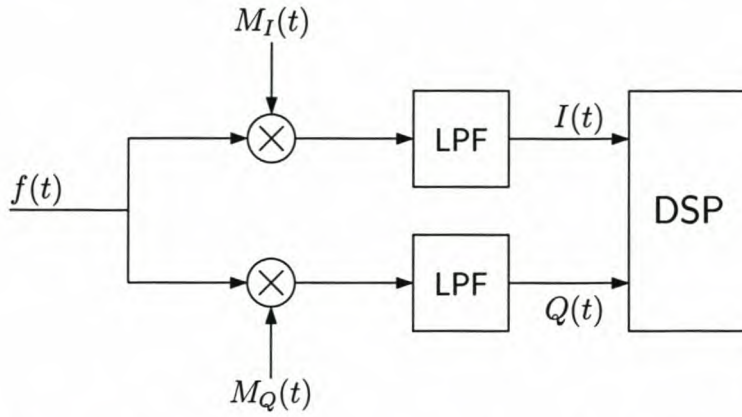 M_I(t)
LPF
I(t)
f(t)
DSP
LPF
Q(t)
M_Q(t)